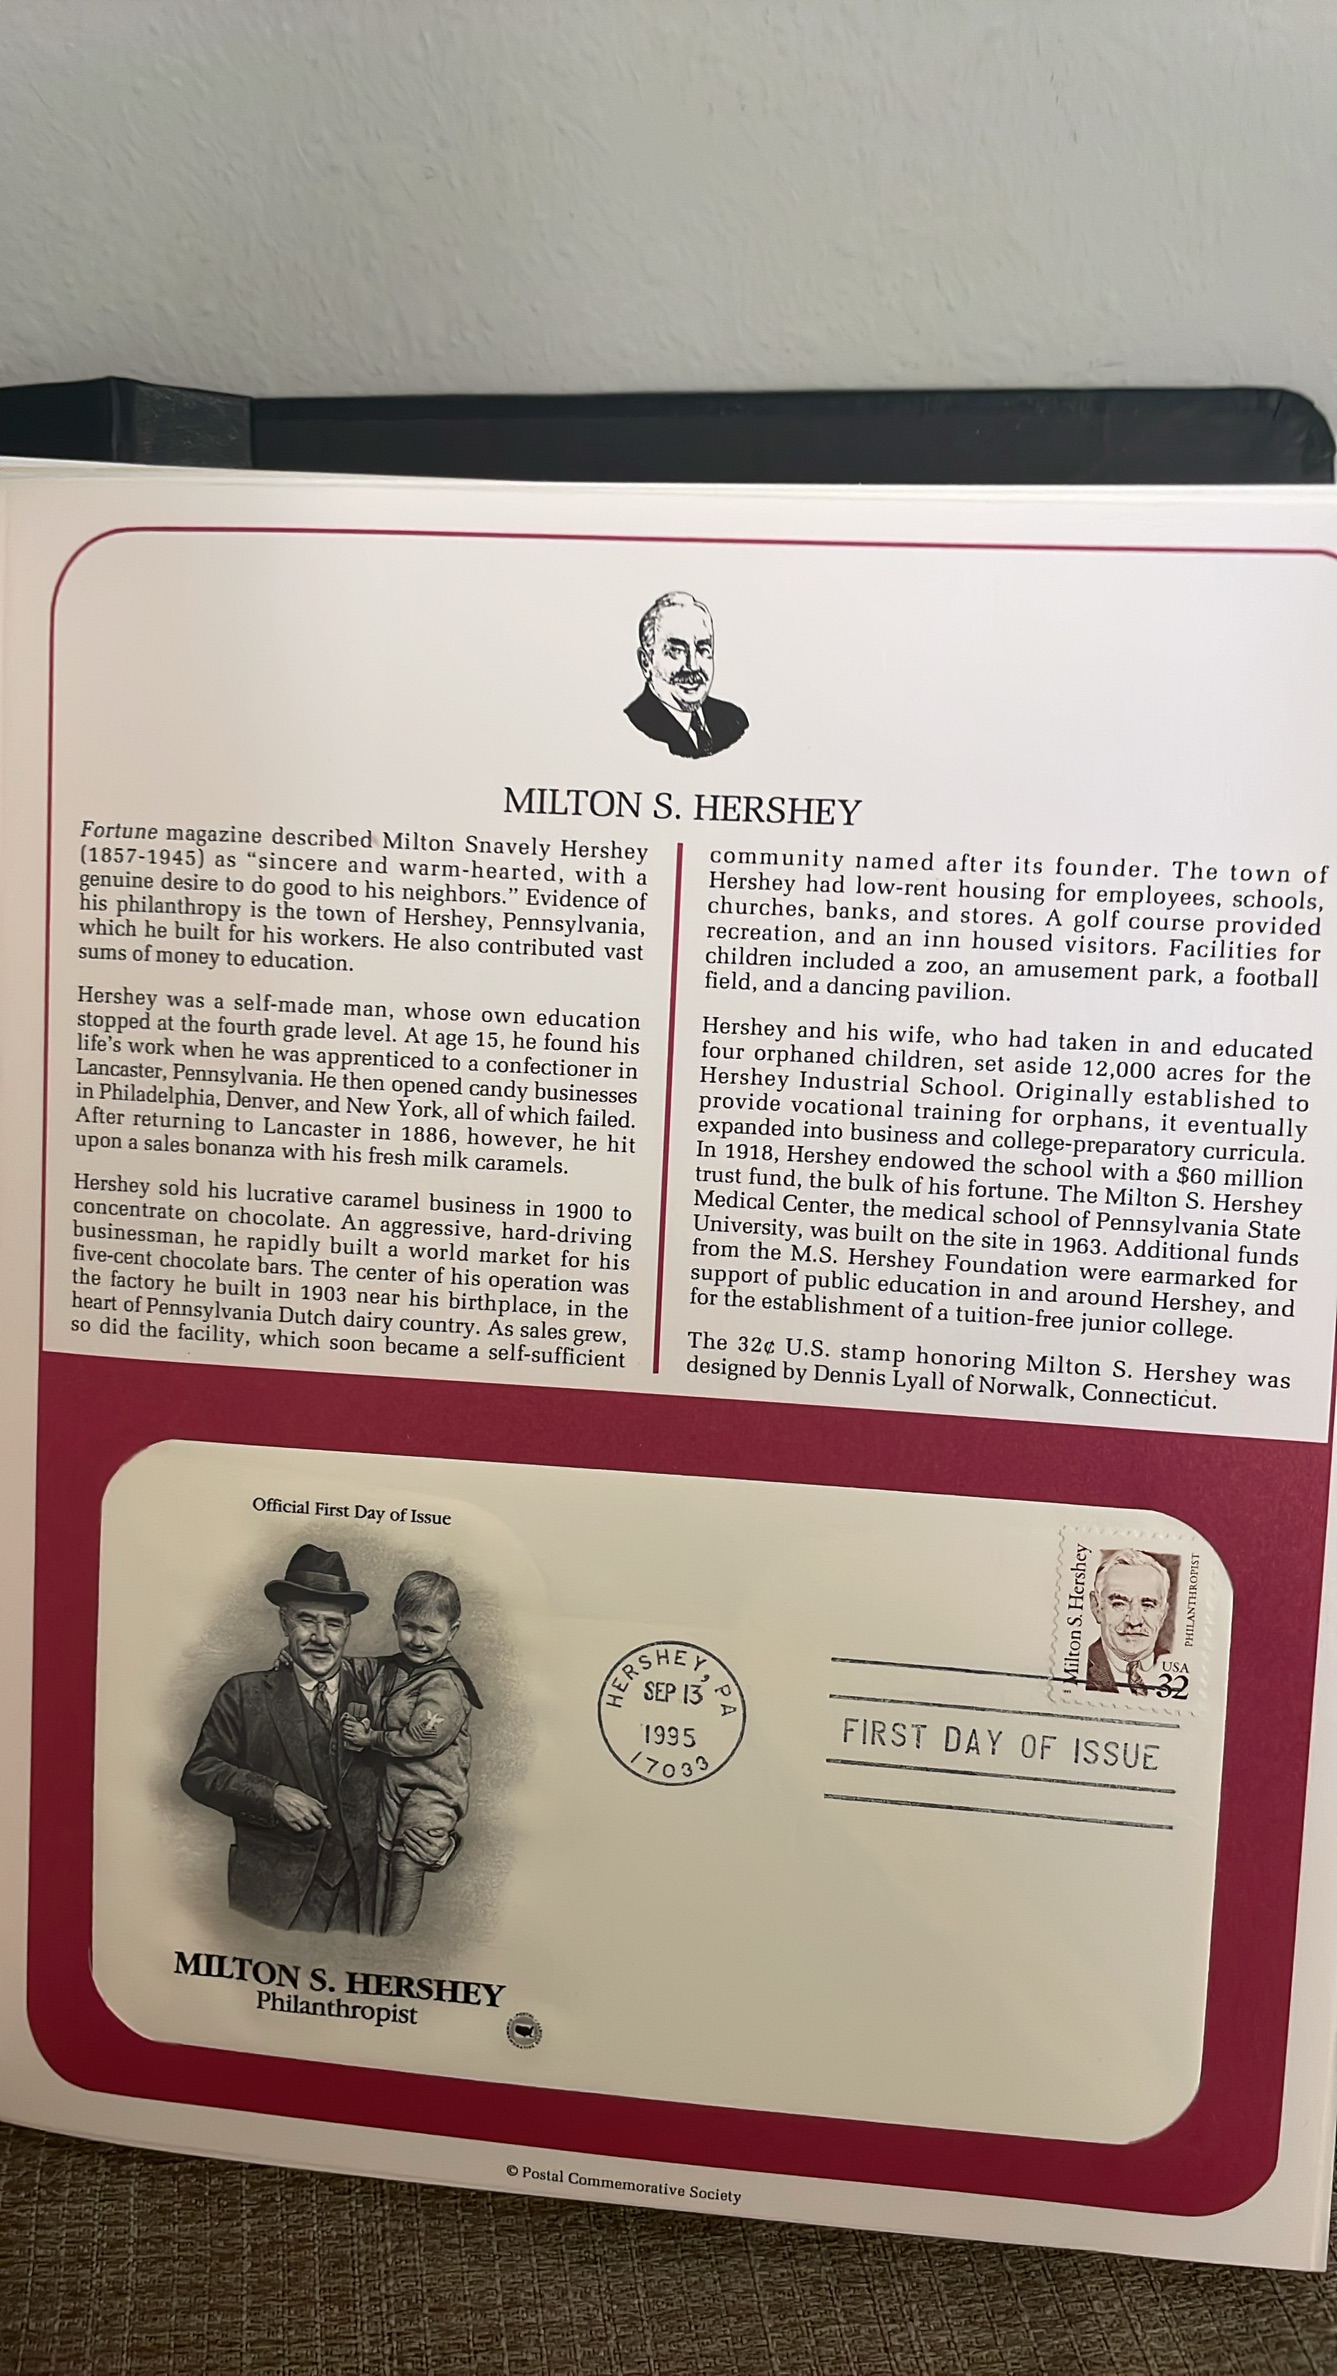 MILTON S. HERSHEY
Fortune magazine described Milton Snavely Hershey
(1857-1945) as “sincere and warm-hearted, with a
genuine desire to do good to his neighbors.” Evidence of
his philanthropy is the town of Hershey, Pennsylvania,
which he built for his workers. He also contributed vast
sums of money to education.
Hershey was a self-made man, whose own education
stopped at the fourth grade level. At age 15, he found his
life’s work when he was apprenticed to a confectioner in
Lancaster, Pennsylvania. He then opened candy businesses
in Philadelphia, Denver, and New York, all of which failed.
After returning to Lancaster in 1886, however, he hit
upon a sales bonanza with his fresh milk caramels.
Hershey sold his lucrative caramel business in 1900 to
concentrate on chocolate. An aggressive, hard-driving
businessman, he rapidly built a world market for his
five-cent chocolate bars. The center of his operation was
the factory he built in 1903 near his birthplace, in the
heart of Pennsylvania Dutch dairy country. As sales grew,
so did the facility, which soon became a self-sufficient
community named after its founder. The town of
Hershey had low-rent housing for employees, schools,
churches, banks, and stores. A golf course provided
recreation, and an inn housed visitors. Facilities for
children included a zoo, an amusement park, a football
field, and a dancing pavilion.
Hershey and his wife, who had taken in and educated
four orphaned children, set aside 12,000 acres for the
Hershey Industrial School. Originally established to
provide vocational training for orphans, it eventually
expanded into business and college-preparatory curricula.
In 1918, Hershey endowed the school with a $60 million
trust fund, the bulk of his fortune. The Milton S. Hershey
Medical Center, the medical school of Pennsylvania State
University, was built on the site in 1963. Additional funds
from the M.S. Hershey Foundation were earmarked for
support of public education in and around Hershey, and
for the establishment of a tuition-free junior college.
The 32¢ U.S. stamp honoring Milton S. Hershey was
designed by Dennis Lyall of Norwalk, Connecticut.
Official First Day of Issue
MILTON S. HERSHEY
Philanthropist
HERSHEY, PA
SEP 13
1995
17033
Milton S. Hershey
PHILANTHROPIST
USA
32
FIRST DAY OF ISSUE
© Postal Commemorative Society